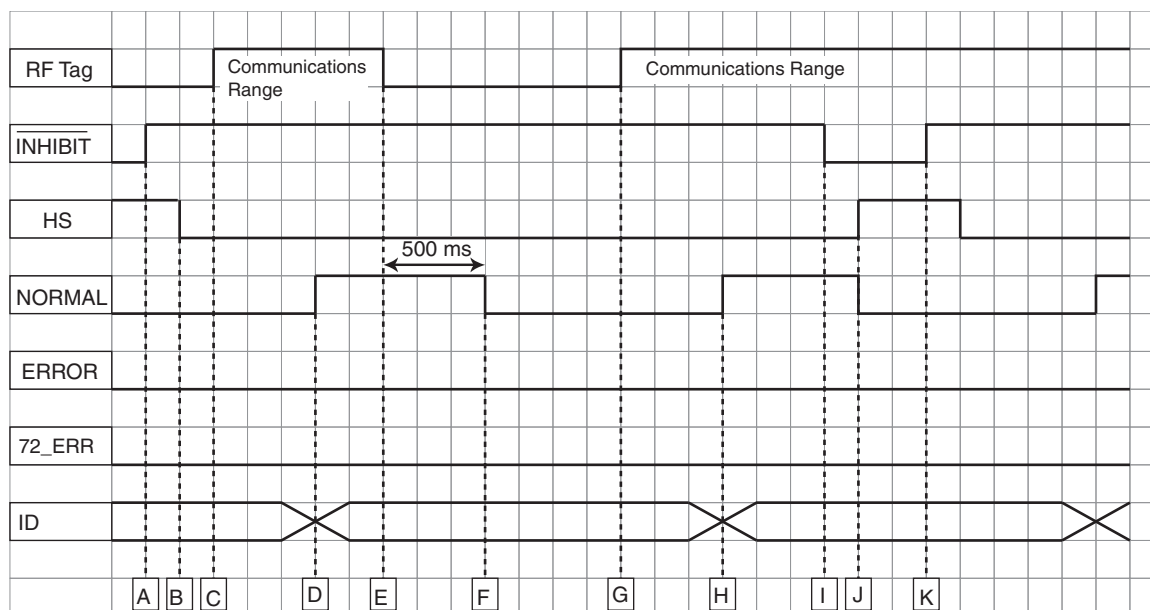 RF Tag
Communications
Range
Communications Range
INHIBIT
HS
500 ms
NORMAL
ERROR
72_ERR
ID
A B C D E F G H I J K